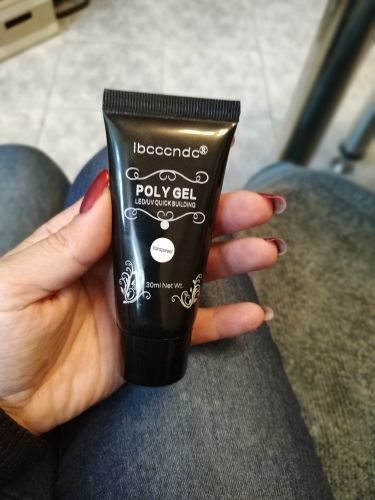 Ibcccndc®
POLY GEL
LED/UV QUICK BUILDING
transparent
30ml Net Wt.